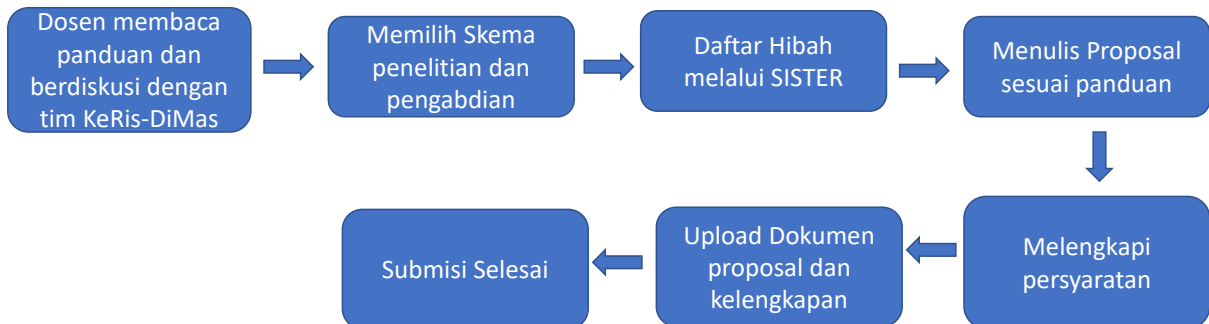 Dosen membaca
panduan dan
berdiskusi dengan
tim KeRis-DiMas
Memilih Skema
penelitian dan
pengabdian
Daftar Hibah
melalui SISTER
Menulis Proposal
sesuai panduan
Melengkapi
persyaratan
Upload Dokumen
proposal dan
kelengkapan
Submisi Selesai